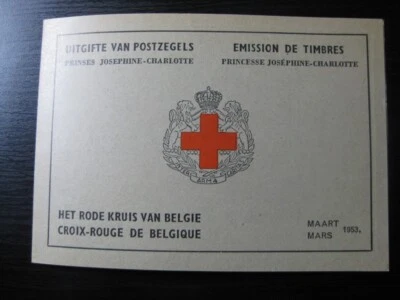 UITGIFTE VAN POSTZEGELS
PRINSES JOSEPHINE-CHARLOTTE
EMISSION DE TIMBRES
PRINCESSE JOSÉPHINE-CHARLOTTE
HET RODE KRUIS VAN BELGIE
CROIX-ROUGE DE BELGIQUE
MAART
MARS 1953.